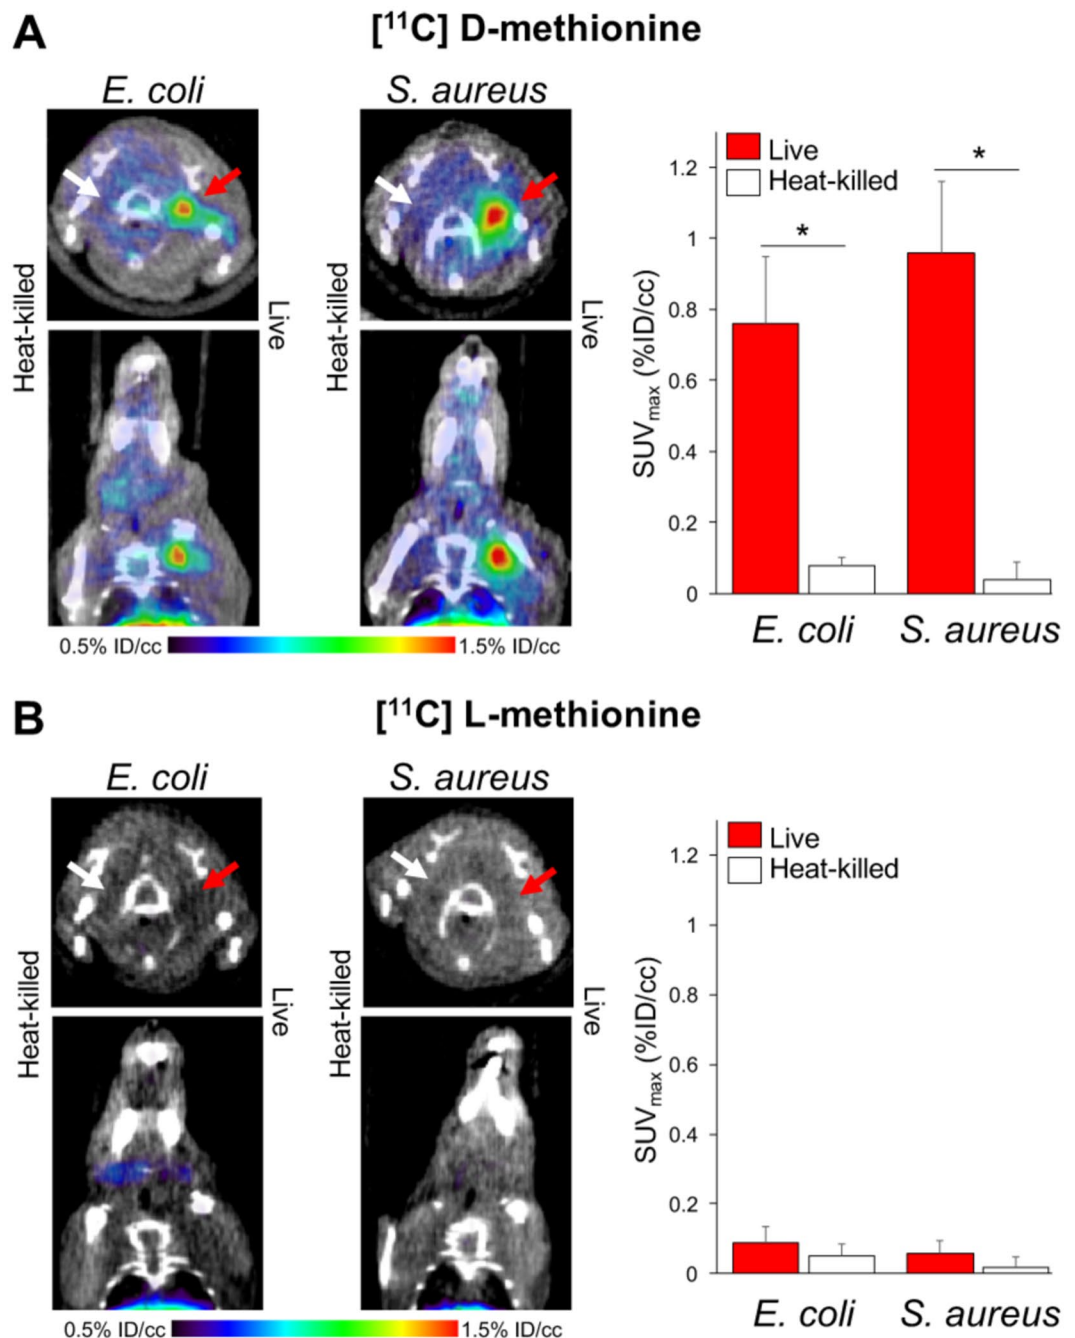 A
[¹¹C] D-methionine
E. coli
S. aureus
Heat-killed
Live
Heat-killed
Live
0.5% ID/cc
1.5% ID/cc
Live
Heat-killed
*
*
SUVmax (%ID/cc)
1.2
1
0.8
0.6
0.4
0.2
0
E. coli
S. aureus
B
[¹¹C] L-methionine
E. coli
S. aureus
Heat-killed
Live
Heat-killed
Live
0.5% ID/cc
1.5% ID/cc
Live
Heat-killed
SUVmax (%ID/cc)
1.2
1
0.8
0.6
0.4
0.2
0
E. coli
S. aureus